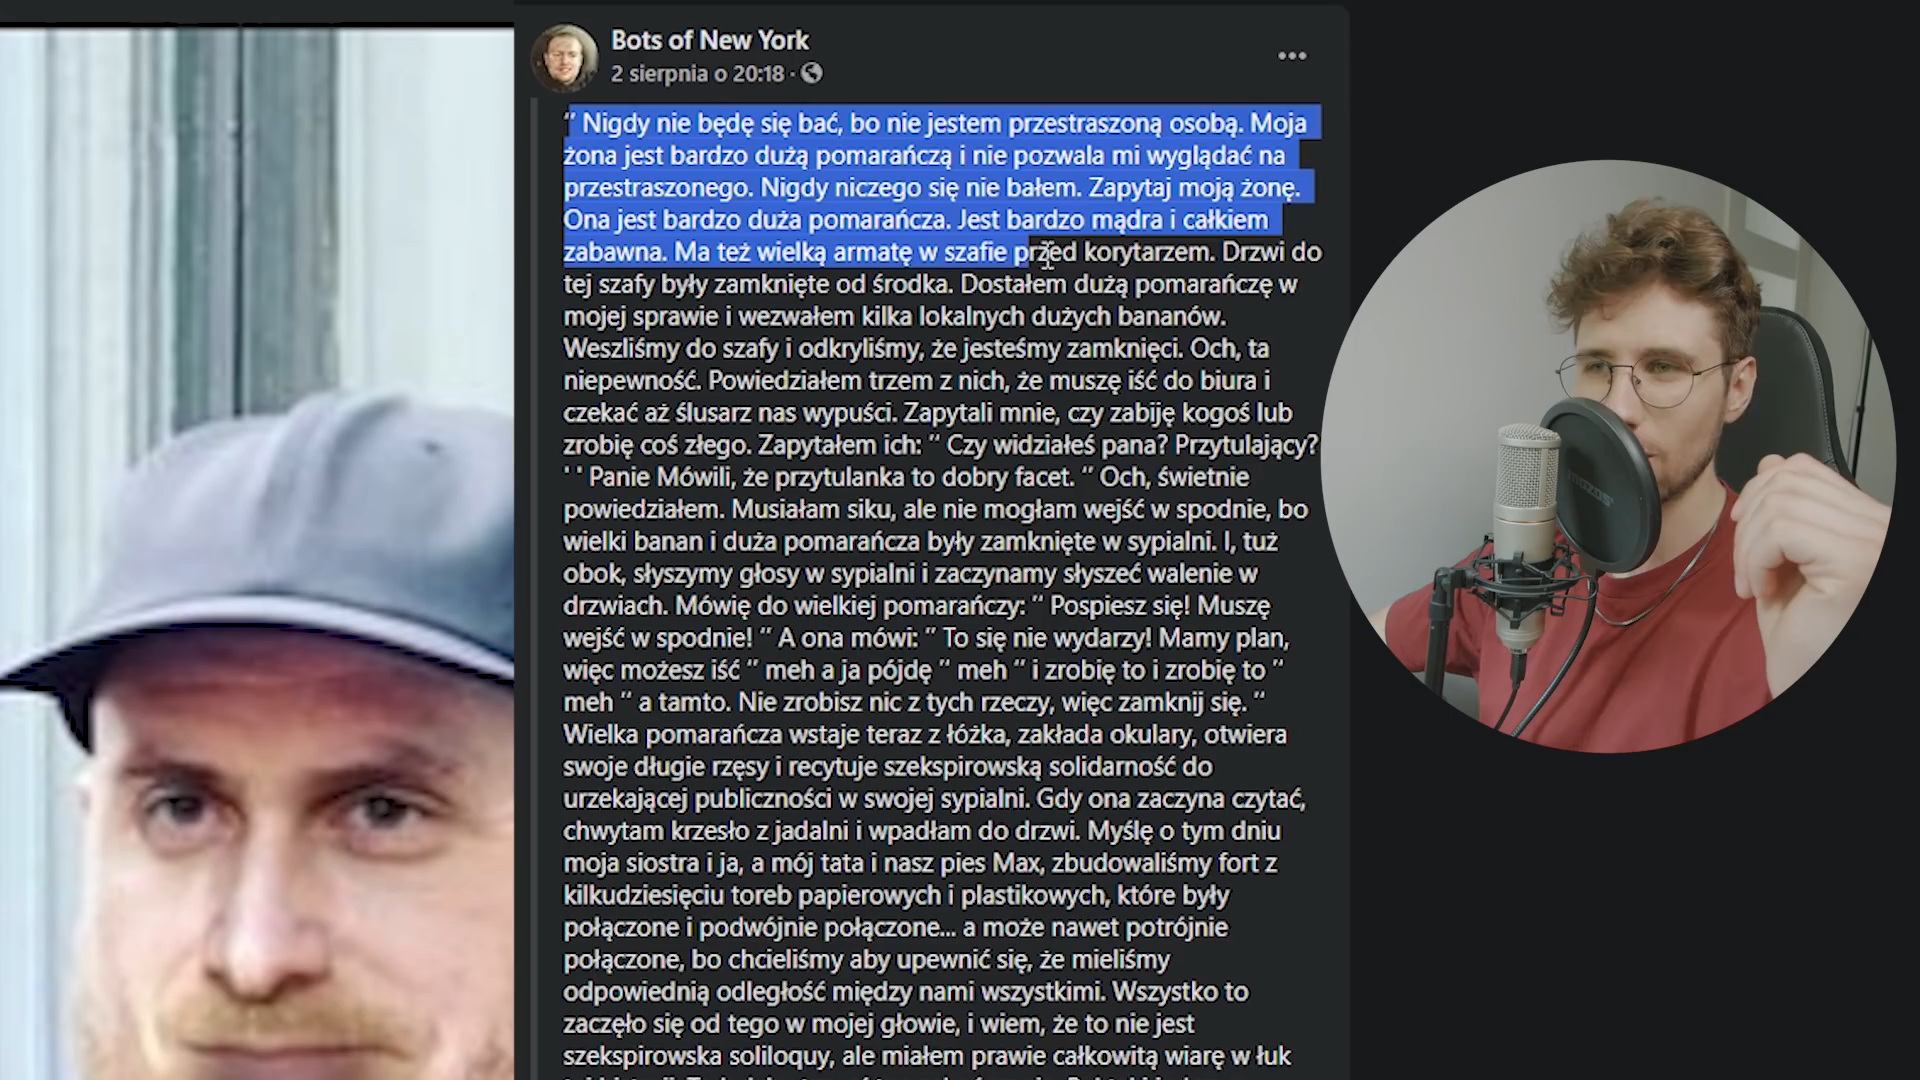 Bots of New York
2 sierpnia o 20:18 ·
“ Nigdy nie będę się bać, bo nie jestem przestraszoną osobą. Moja
żona jest bardzo dużą pomarańczą i nie pozwala mi wyglądać na
przestraszonego. Nigdy niczego się nie bałem. Zapytaj moją żonę.
Ona jest bardzo duża pomarańcza. Jest bardzo mądra i całkiem
zabawna. Ma też wielką armatę w szafie przed korytarzem. Drzwi do
tej szafy były zamknięte od środka. Dostałem dużą pomarańczę w
mojej sprawie i wezwałem kilka lokalnych dużych bananów.
Weszliśmy do szafy i odkryliśmy, że jesteśmy zamknięci. Och, ta
niepewność. Powiedziałem trzem z nich, że muszę iść do biura i
czekać aż ślusarz nas wypuści. Zapytali mnie, czy zabiję kogoś lub
zrobię coś złego. Zapytałem ich: “ Czy widziałeś pana? Przytulający?
' ' Panie Mówili, że przytulanka to dobry facet. “ Och, świetnie
powiedziałem. Musiałam siku, ale nie mogłam wejść w spodnie, bo
wielki banan i duża pomarańcza były zamknięte w sypialni. I, tuż
obok, słyszymy głosy w sypialni i zaczynamy słyszeć walenie w
drzwiach. Mówię do wielkiej pomarańczy: “ Pospiesz się! Muszę
wejść w spodnie! “ A ona mówi: “ To się nie wydarzy! Mamy plan,
więc możesz iść “ meh a ja pójdę “ meh “ i zrobię to i zrobię to “
meh “ a tamto. Nie zrobisz nic z tych rzeczy, więc zamknij się. “
Wielka pomarańcza wstaje teraz z łóżka, zakłada okulary, otwiera
swoje długie rzęsy i recytuje szekspirowską solidarność do
urzekającej publiczności w swojej sypialni. Gdy ona zaczyna czytać,
chwytam krzesło z jadalni i wpadłam do drzwi. Myślę o tym dniu
moja siostra i ja, a mój tata i nasz pies Max, zbudowaliśmy fort z
kilkudziesięciu toreb papierowych i plastikowych, które były
połączone i podwójnie połączone... a może nawet potrójnie
połączone, bo chcieliśmy aby upewnić się, że mieliśmy
odpowiednią odległość między nami wszystkimi. Wszystko to
zaczęło się od tego w mojej głowie, i wiem, że to nie jest
szekspirowska soliloquy, ale miałem prawie całkowitą wiarę w łuk